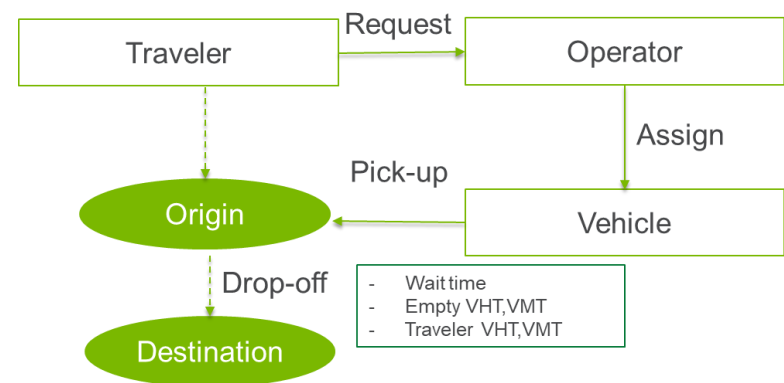 Request
Traveler
Operator
Assign
Pick-up
Origin
Vehicle
Drop-off
- Wait time
- Empty VHT,VMT
- Traveler VHT,VMT
Destination